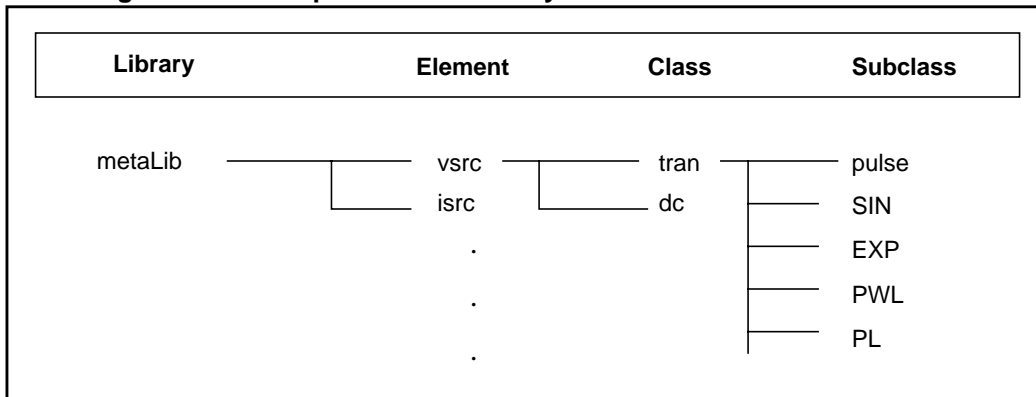 Library Element Class Subclass
metaLib vsrc tran pulse
isrc dc SIN
. EXP
. PWL
. PL